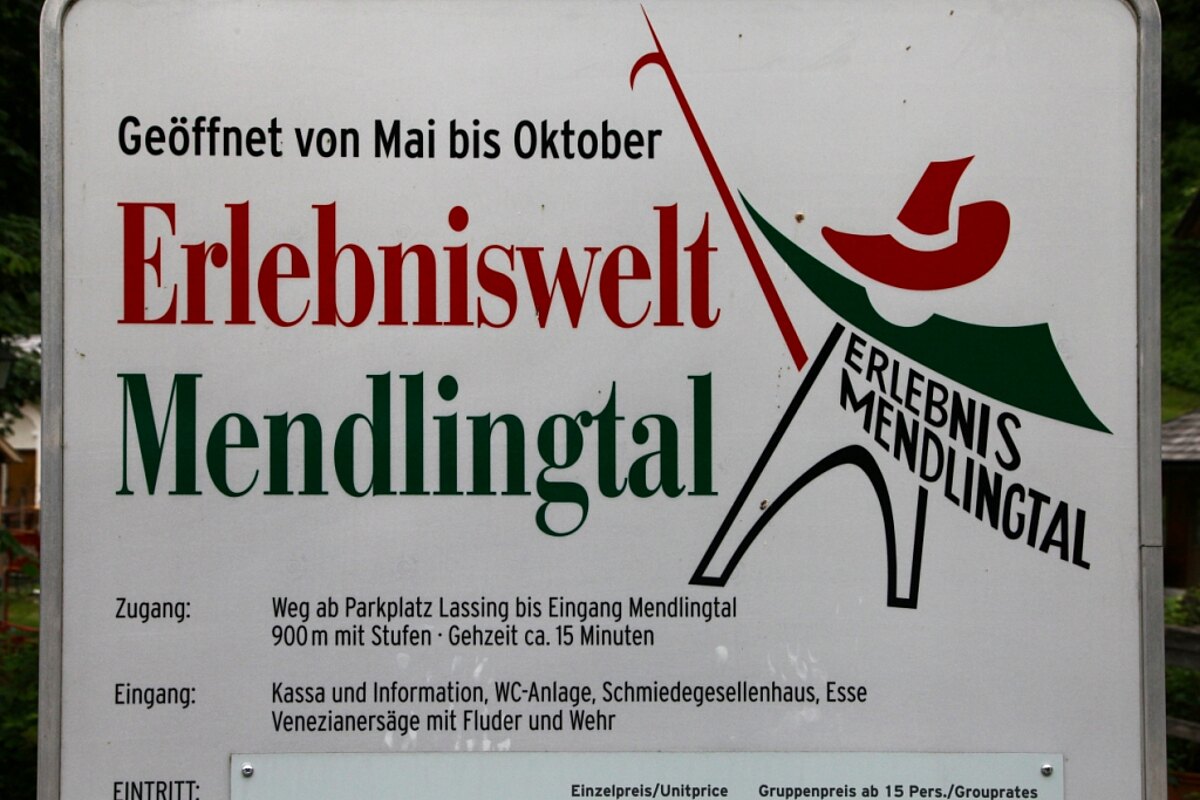 Geöffnet von Mai bis Oktober
Erlebniswelt
Mendlingtal
ERLEBNIS
MENDLINGTAL
Zugang: Weg ab Parkplatz Lassing bis Eingang Mendlingtal
900 m mit Stufen · Gehzeit ca. 15 Minuten
Eingang: Kassa und Information, WC-Anlage, Schmiedegesellenhaus, Esse
Venezianersäge mit Fluder und Wehr
EINTRITT: Einzelpreis/Unitprice Gruppenpreis ab 15 Pers./Grouprates